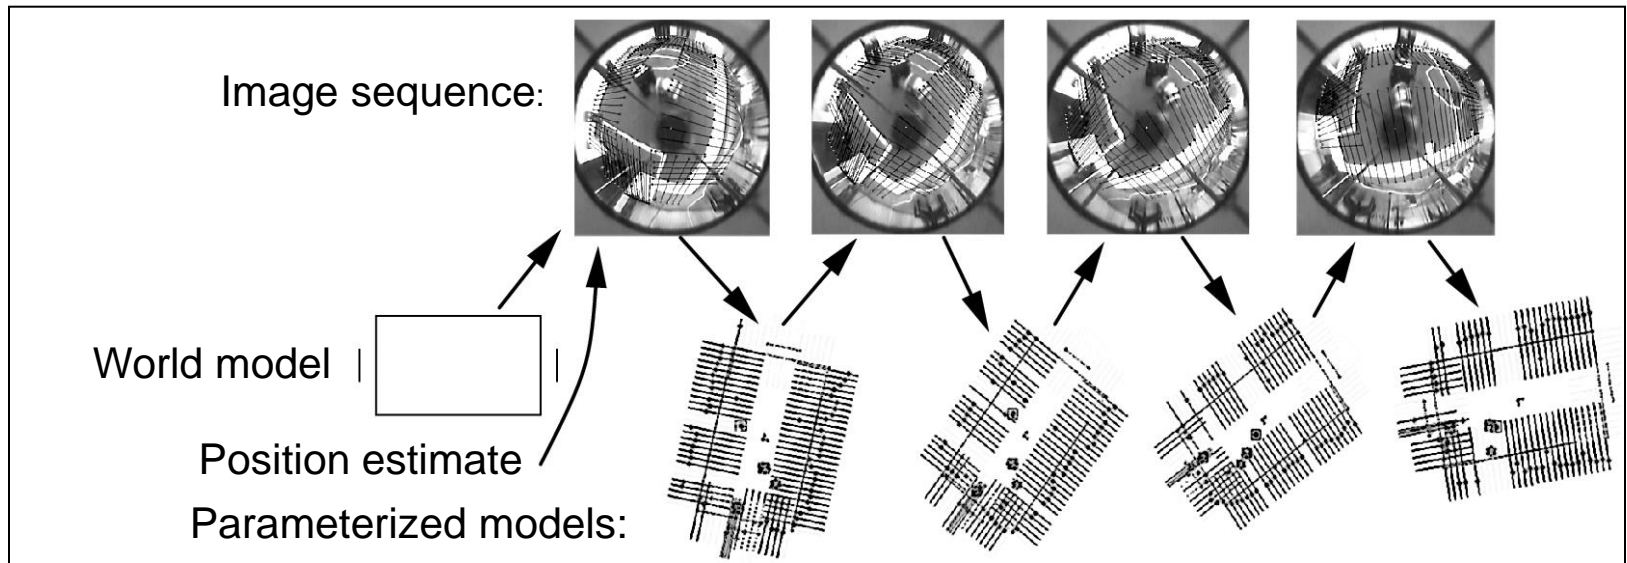 Image sequence:
World model
Position estimate
Parameterized models: